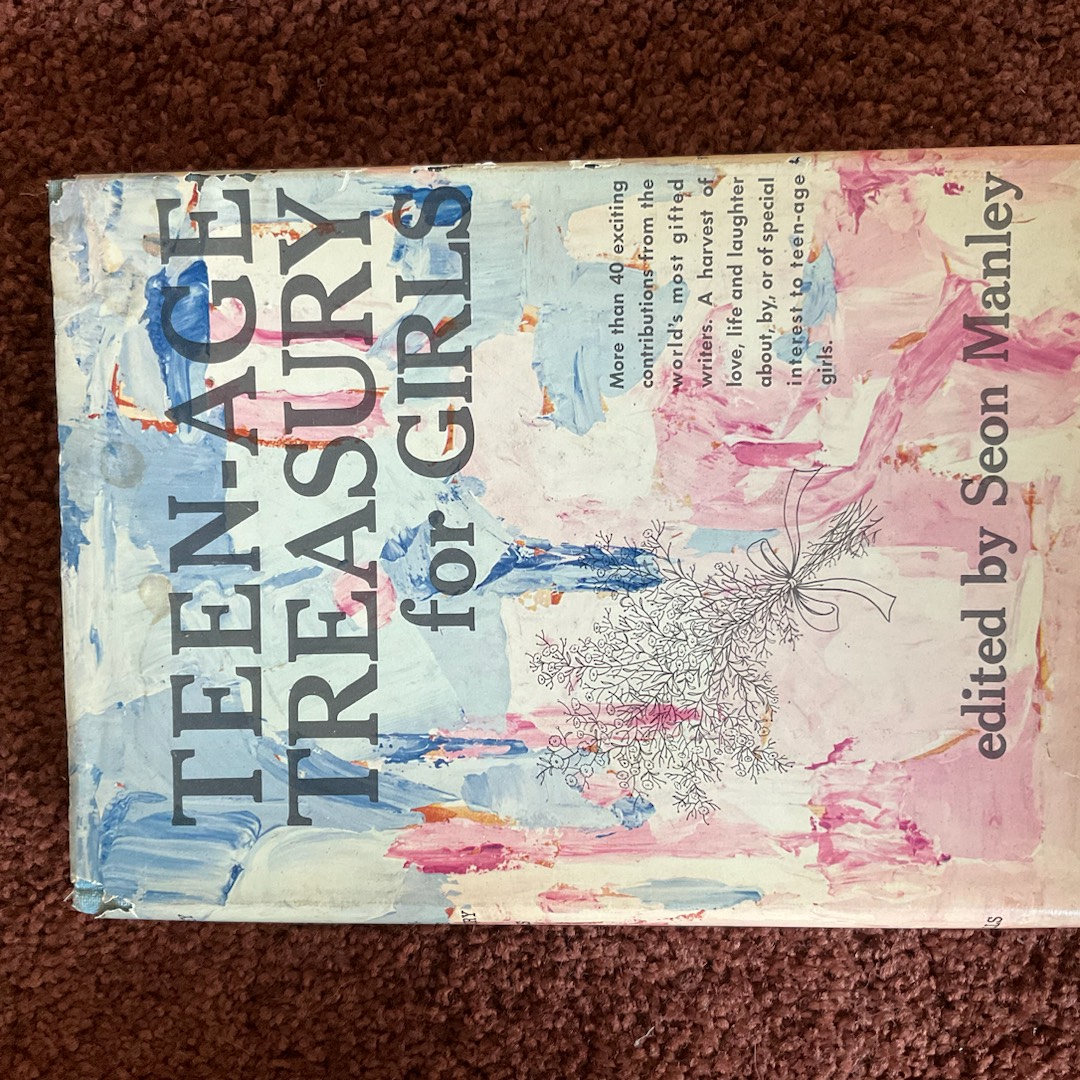 TEEN-AGE
TREASURY
for GIRLS
More than 40 exciting
contributions from the
world's most gifted
writers. A harvest of
love, life and laughter
about, by, or of special
interest to teen-age
girls.
edited by Seon Manley